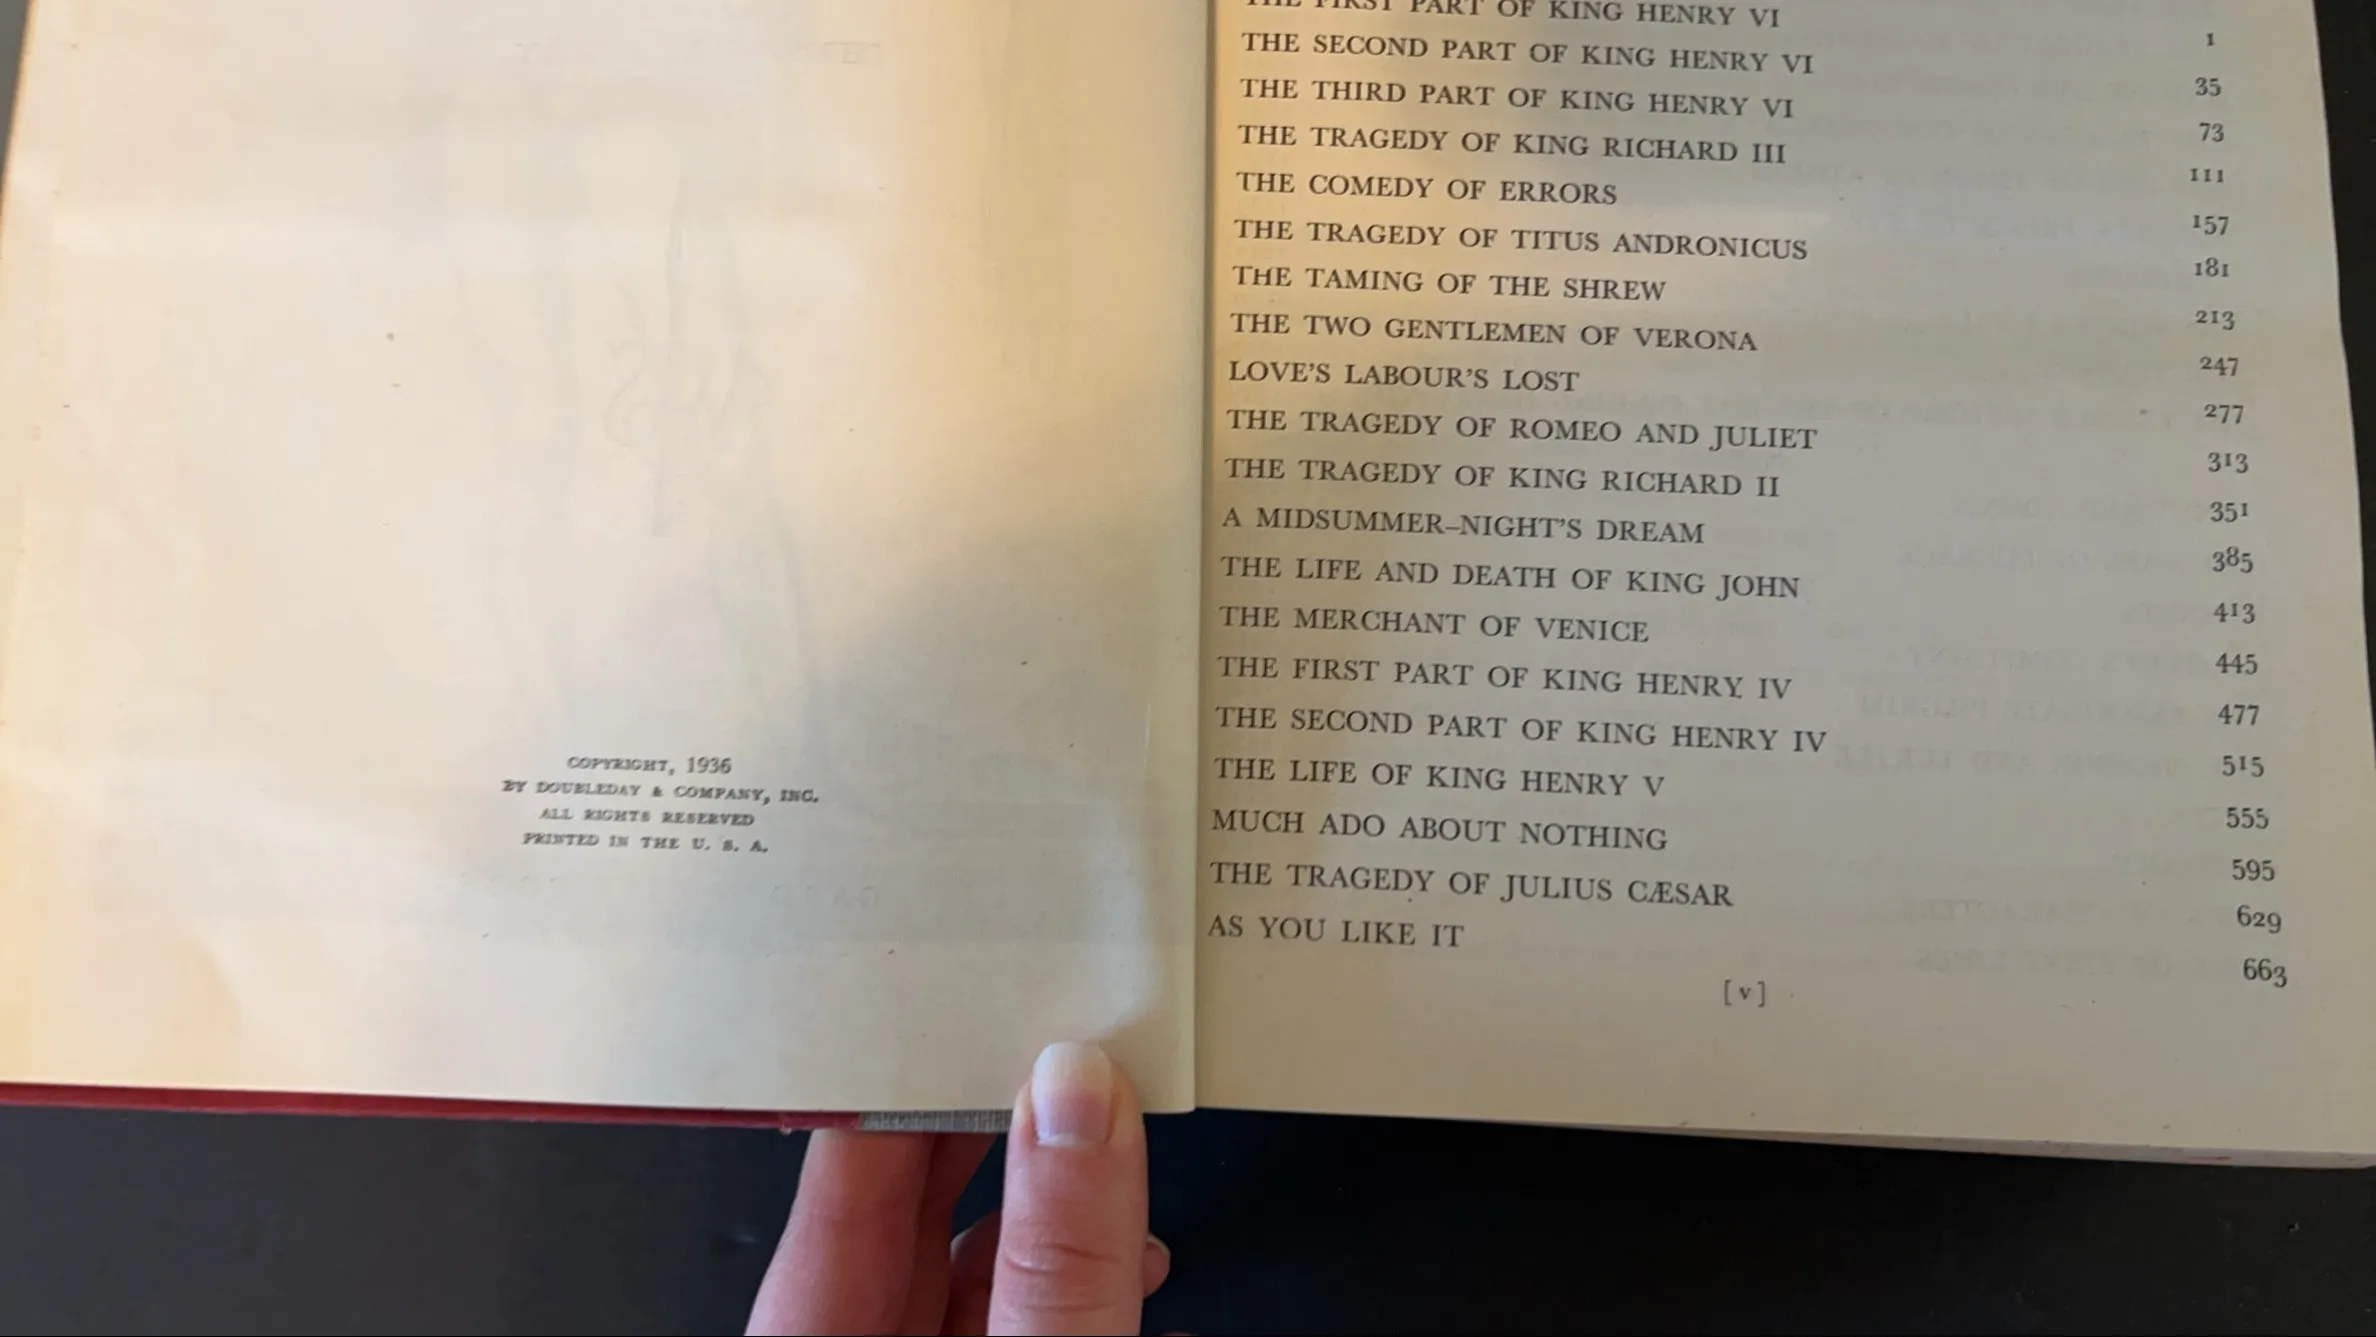 COPYRIGHT, 1936
BY DOUBLEDAY & COMPANY, INC.
ALL RIGHTS RESERVED
PRINTED IN THE U. S. A.
THE FIRST PART OF KING HENRY VI 1
THE SECOND PART OF KING HENRY VI 35
THE THIRD PART OF KING HENRY VI 73
THE TRAGEDY OF KING RICHARD III 111
THE COMEDY OF ERRORS 157
THE TRAGEDY OF TITUS ANDRONICUS 181
THE TAMING OF THE SHREW 213
THE TWO GENTLEMEN OF VERONA 247
LOVE'S LABOUR'S LOST 277
THE TRAGEDY OF ROMEO AND JULIET 313
THE TRAGEDY OF KING RICHARD II 351
A MIDSUMMER–NIGHT'S DREAM 385
THE LIFE AND DEATH OF KING JOHN 413
THE MERCHANT OF VENICE 445
THE FIRST PART OF KING HENRY IV 477
THE SECOND PART OF KING HENRY IV 515
THE LIFE OF KING HENRY V 555
MUCH ADO ABOUT NOTHING 595
THE TRAGEDY OF JULIUS CÆSAR 629
AS YOU LIKE IT 663
[v]